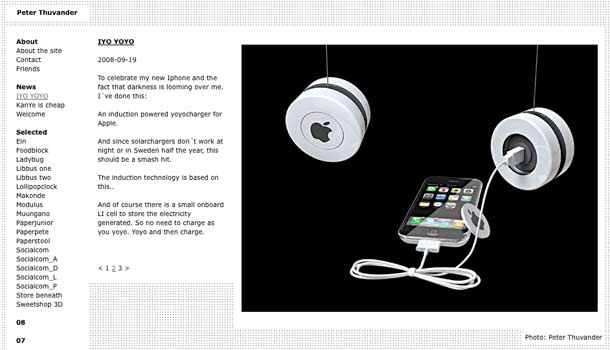 Peter Thuvander
About
About the site
Contact
Friends
News
IYO YOYO
KanYe is cheap
Welcome
Selected
Ein
Foodblock
Ladybug
Libbus one
Libbus two
Lollipopclock
Makonde
Modulus
Muungano
Paperjunior
Paperpete
Paperstool
Socialcom
Socialcom_A
Socialcom_D
Socialcom_L
Socialcom_P
Store beneath
Sweetshop 3D
08
07
IYO YOYO
2008-09-19
To celebrate my new Iphone and the
fact that darkness is looming over me.
I´ve done this:
An induction powered yoyocharger for
Apple.
And since solarchargers don´t work at
night or in Sweden half the year, this
should be a smash hit.
The induction technology is based on
this..
And of course there is a small onboard
LI cell to store the electricity
generated. So no need to charge as
you yoyo. Yoyo and then charge.
< 1 2 3 >
Photo: Peter Thuvander